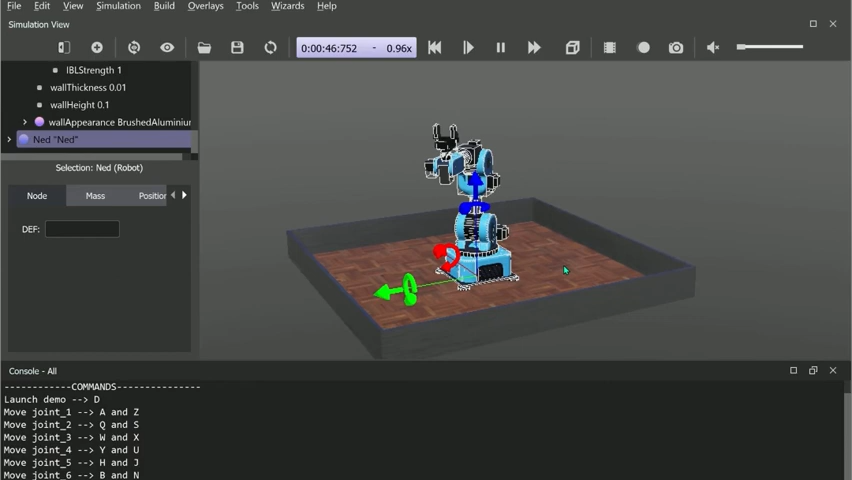 File Edit View Simulation Build Overlays Tools Wizards Help
Simulation View
0:00:46:752 - 0.96x
IBLStrength 1
wallThickness 0.01
wallHeight 0.1
wallAppearance BrushedAluminiu
Ned "Ned"
Selection: Ned (Robot)
Node Mass Position
DEF:
Console - All
------------COMMANDS---------------
Launch demo --> D
Move joint_1 --> A and Z
Move joint_2 --> Q and S
Move joint_3 --> W and X
Move joint_4 --> Y and U
Move joint_5 --> H and J
Move joint_6 --> B and N